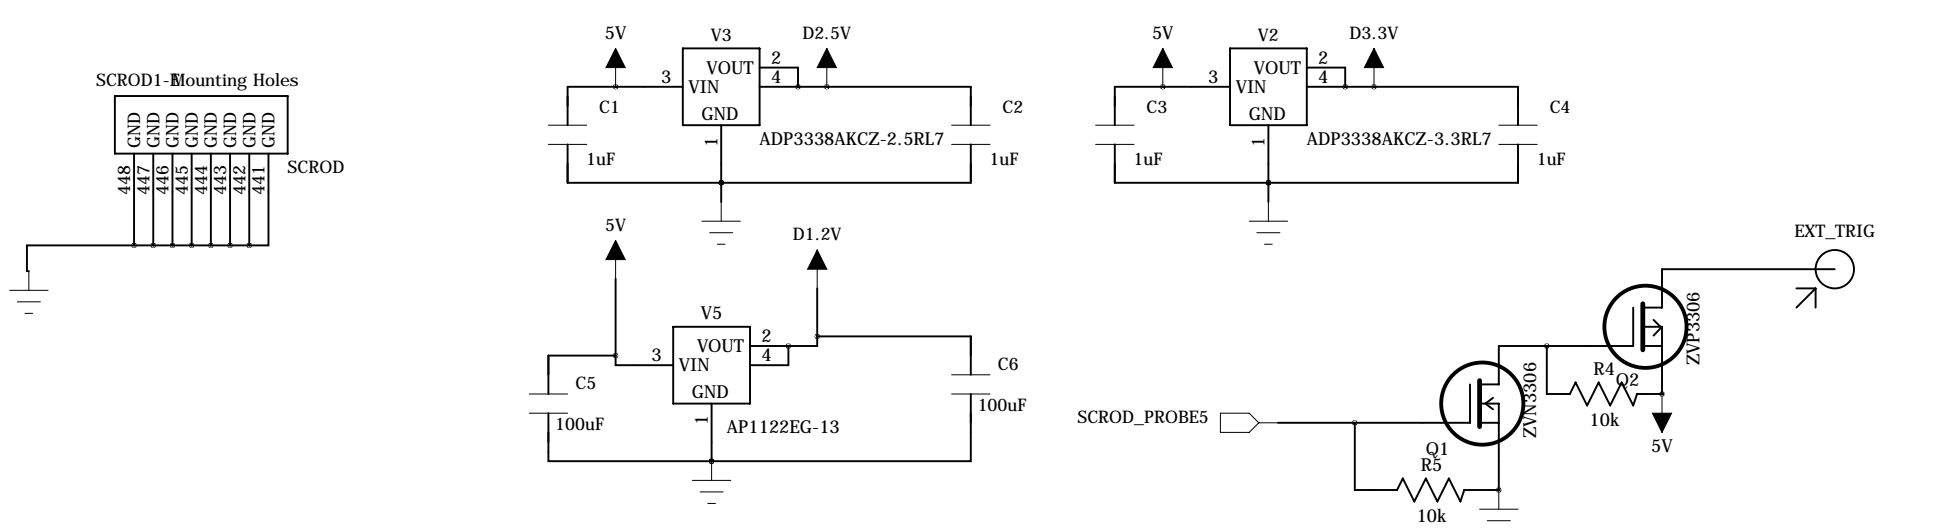 SCROD1-E
Mounting Holes
GND GND GND GND GND GND GND GND
448 447 446 445 444 443 442 441
SCROD
5V
V3
D2.5V
3
VIN
VOUT
2
4
GND
1
C1
1uF
ADP3338AKCZ-2.5RL7
C2
1uF
5V
V2
D3.3V
3
VIN
VOUT
2
4
GND
1
C3
1uF
ADP3338AKCZ-3.3RL7
C4
1uF
5V
D1.2V
V5
3
VIN
VOUT
2
4
GND
1
C5
100uF
AP1122EG-13
C6
100uF
EXT_TRIG
ZVP3306
Q2
R4
10k
5V
ZVN3306
SCROD_PROBE5
Q1
R5
10k